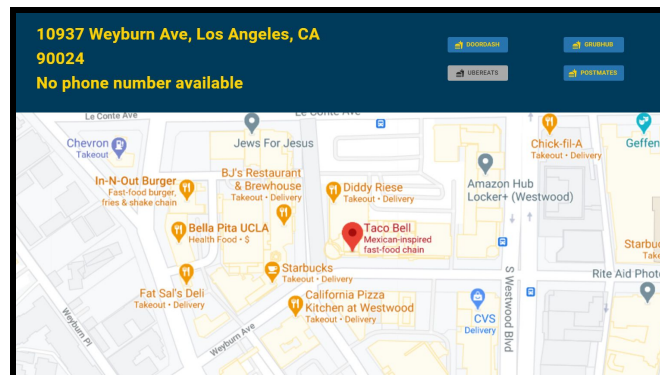 10937 Weyburn Ave, Los Angeles, CA
90024
No phone number available
DOORDASH
GRUBHUB
UBEREATS
POSTMATES
Le Conte Ave
Le Conte Ave
Chevron
Takeout
Jews For Jesus
Chick-fil-A
Takeout • Delivery
Geffen
In-N-Out Burger
Fast-food burger,
fries & shake chain
BJ's Restaurant
& Brewhouse
Takeout • Delivery
Diddy Riese
Takeout • Delivery
Amazon Hub
Locker+ (Westwood)
Bella Pita UCLA
Health Food • $
Taco Bell
Mexican-inspired
fast-food chain
Starbuc
Take
Starbucks
Takeout • Delivery
Rite Aid Photo
Fat Sal's Deli
Takeout • Delivery
California Pizza
Kitchen at Westwood
Takeout • Delivery
CVS
Delivery
S Westwood Blvd
Weyburn Pl
Weyburn Ave